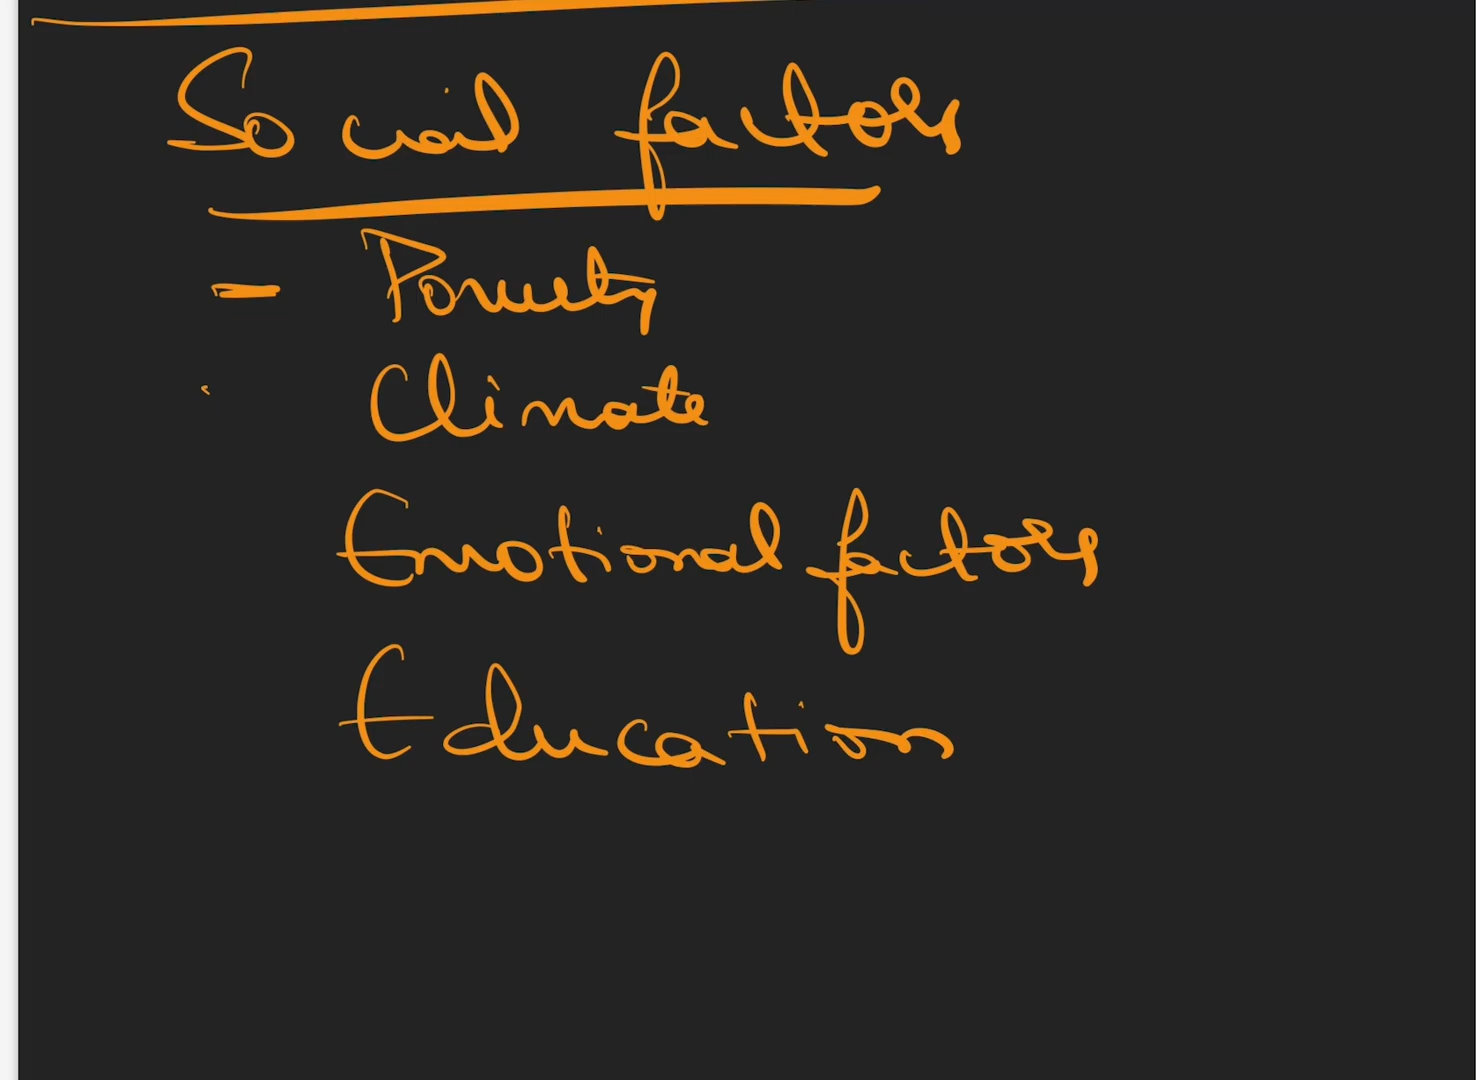 Social factors
- Poverty
Climate
Emotional factors
Education